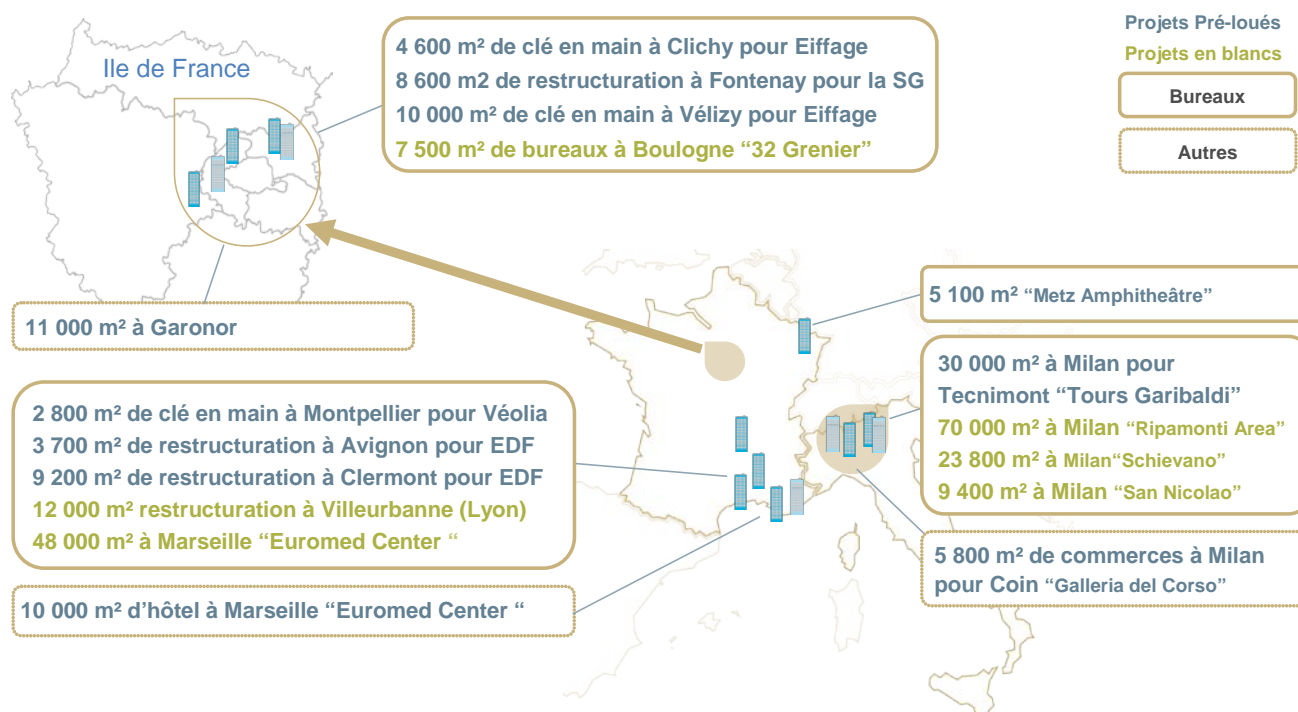 Projets Pré-loués
Projets en blancs
Bureaux
Autres
Ile de France
4 600 m² de clé en main à Clichy pour Eiffage
8 600 m2 de restructuration à Fontenay pour la SG
10 000 m² de clé en main à Vélizy pour Eiffage
7 500 m² de bureaux à Boulogne “32 Grenier”
11 000 m² à Garonor
5 100 m² “Metz Amphitheâtre”
30 000 m² à Milan pour
Tecnimont “Tours Garibaldi”
70 000 m² à Milan “Ripamonti Area”
23 800 m² à Milan“Schievano”
9 400 m² à Milan “San Nicolao”
2 800 m² de clé en main à Montpellier pour Véolia
3 700 m² de restructuration à Avignon pour EDF
9 200 m² de restructuration à Clermont pour EDF
12 000 m² restructuration à Villeurbanne (Lyon)
48 000 m² à Marseille “Euromed Center “
5 800 m² de commerces à Milan
pour Coin “Galleria del Corso”
10 000 m² d’hôtel à Marseille “Euromed Center “